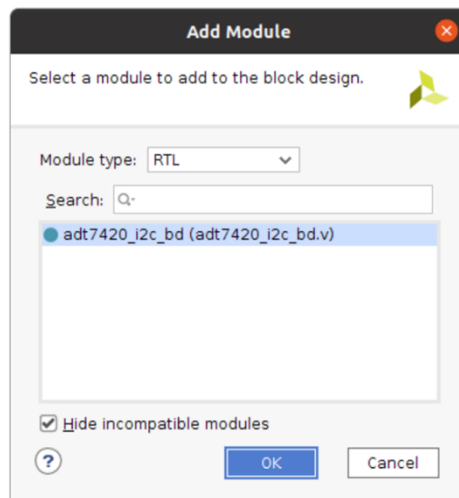 Add Module
Select a module to add to the block design.
Module type: RTL
Search:
adt7420_i2c_bd (adt7420_i2c_bd.v)
Hide incompatible modules
? OK Cancel